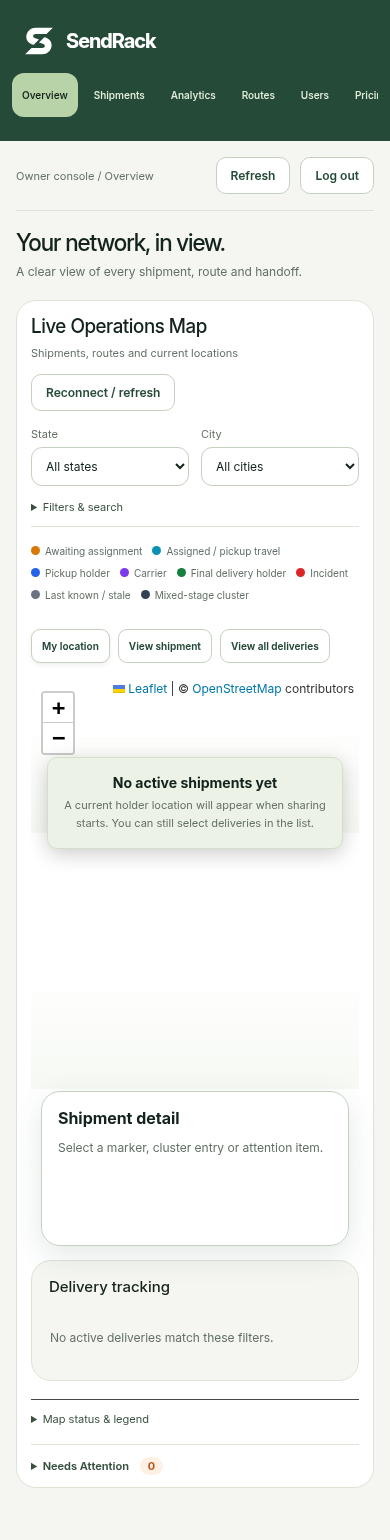 SendRack
Overview Shipments Analytics Routes Users
Owner console / Overview Refresh Log out
Your network, in view.
A clear view of every shipment, route and handoff.
Live Operations Map
Shipments, routes and current locations
Reconnect / refresh
State City
All states All cities
Filters & search
Awaiting assignment Assigned / pickup travel
Pickup holder Carrier Final delivery holder Incident
Last known / stale Mixed-stage cluster
My location View shipment View all deliveries
Leaflet | © OpenStreetMap contributors
+
−
No active shipments yet
A current holder location will appear when sharing
starts. You can still select deliveries in the list.
Shipment detail
Select a marker, cluster entry or attention item.
Delivery tracking
No active deliveries match these filters.
Map status & legend
Needs Attention 0